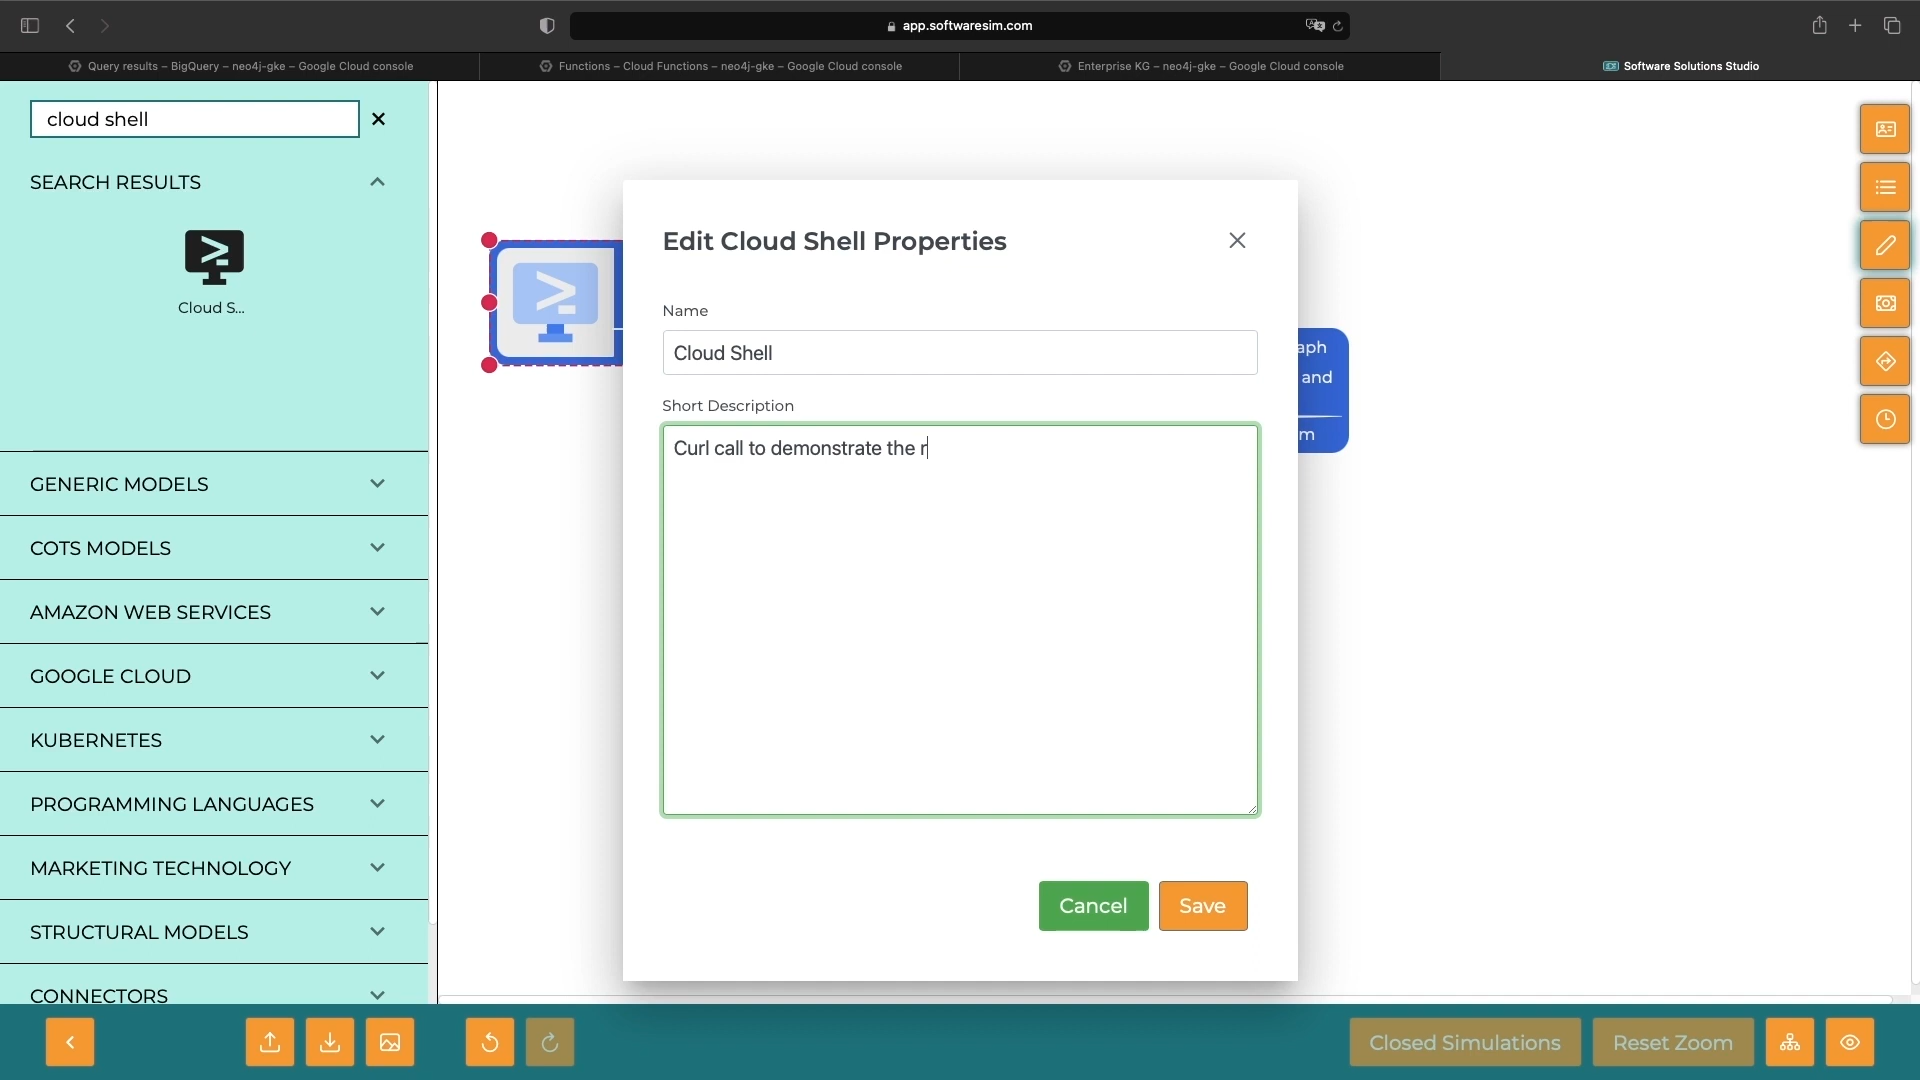 app.softwaresim.com
Query results – BigQuery – neo4j-gke – Google Cloud console
Functions – Cloud Functions – neo4j-gke – Google Cloud console
Enterprise KG – neo4j-gke – Google Cloud console
Software Solutions Studio
cloud shell
SEARCH RESULTS
Cloud S...
GENERIC MODELS
COTS MODELS
AMAZON WEB SERVICES
GOOGLE CLOUD
KUBERNETES
PROGRAMMING LANGUAGES
MARKETING TECHNOLOGY
STRUCTURAL MODELS
CONNECTORS
Edit Cloud Shell Properties
Name
Cloud Shell
Short Description
Curl call to demonstrate the r
Cancel
Save
aph
and
m
Closed Simulations
Reset Zoom